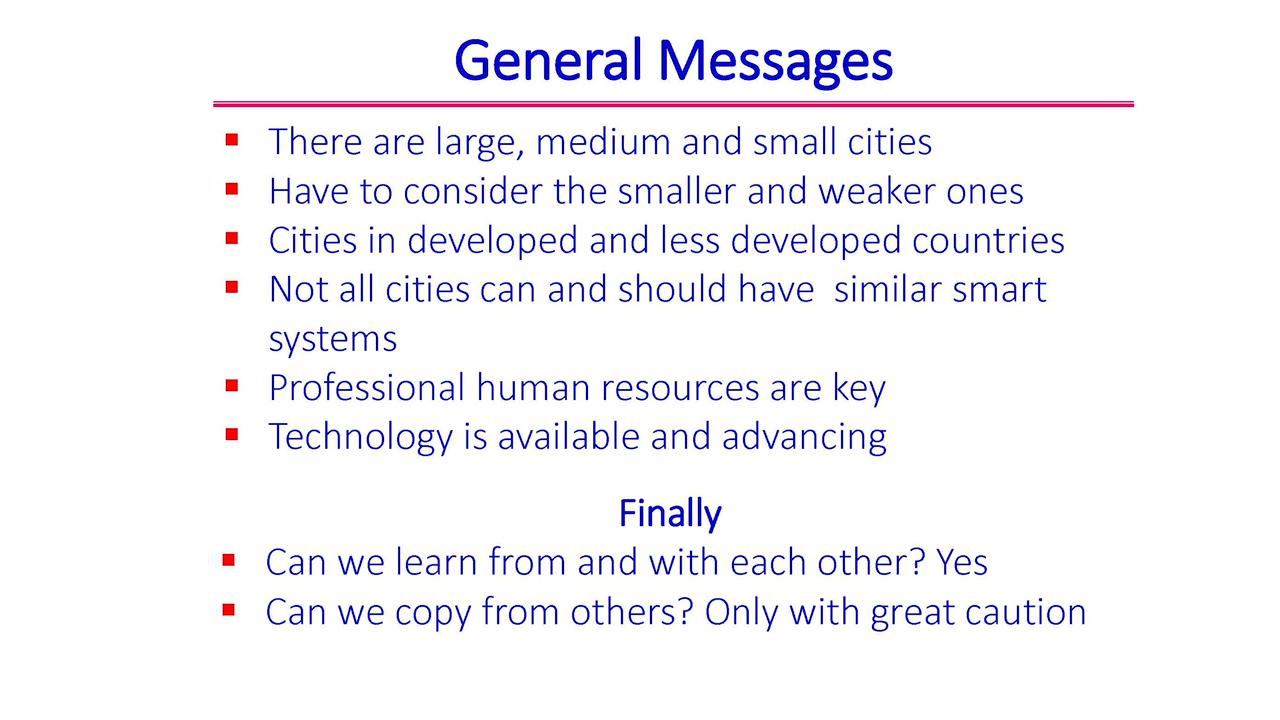 General Messages
There are large, medium and small cities
Have to consider the smaller and weaker ones
Cities in developed and less developed countries
Not all cities can and should have  similar smart
systems
Professional human resources are key
Technology is available and advancing
Finally
Can we learn from and with each other? Yes
Can we copy from others? Only with great caution